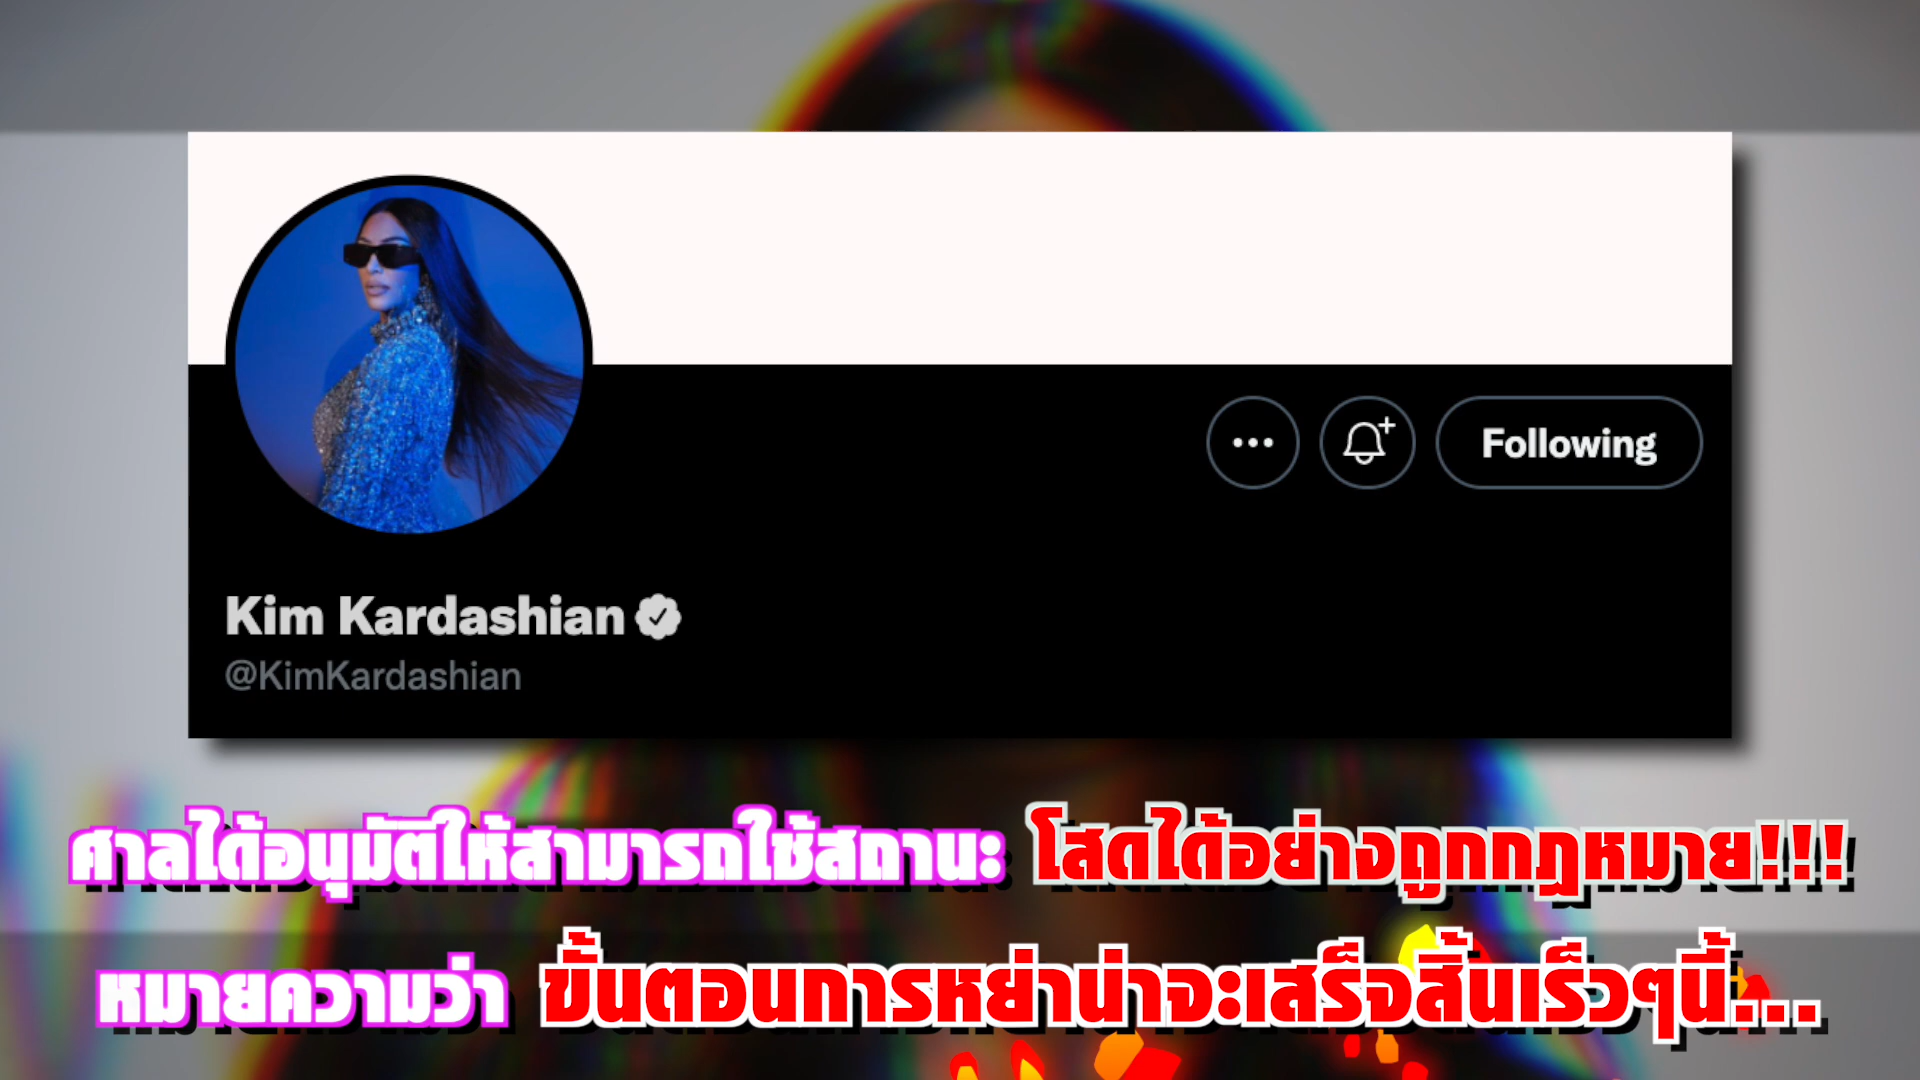 Following
Kim Kardashian
@KimKardashian
ศาลได้อนุมัติให้สามารถใช้สถานะ โสดได้อย่างถูกกฎหมาย!!!
หมายความว่า ขั้นตอนการหย่าน่าจะเสร็จสิ้นเร็วๆนี้...